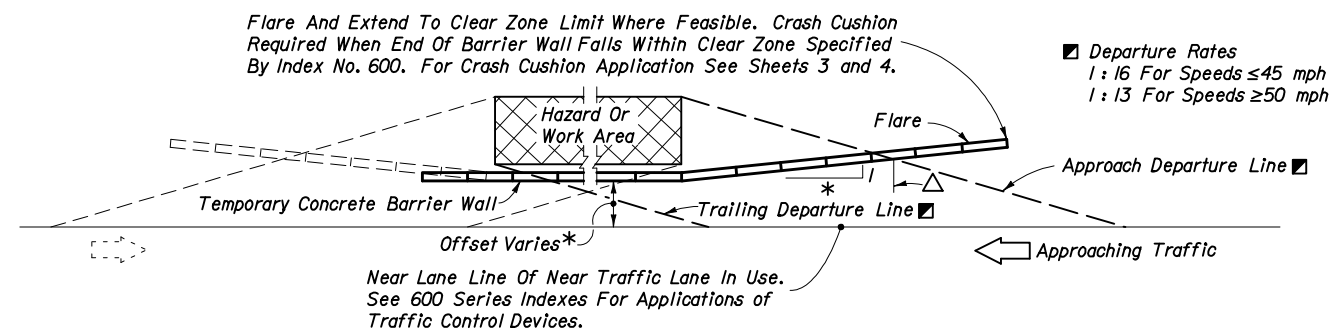 Flare And Extend To Clear Zone Limit Where Feasible. Crash Cushion
Required When End Of Barrier Wall Falls Within Clear Zone Specified
By Index No. 600. For Crash Cushion Application See Sheets 3 and 4.
Departure Rates
1:16 For Speeds ≤45 mph
1:13 For Speeds ≥50 mph
Hazard Or
Work Area
Flare
Approach Departure Line
*
1
Temporary Concrete Barrier Wall
Trailing Departure Line
Offset Varies*
Approaching Traffic
Near Lane Line Of Near Traffic Lane In Use.
See 600 Series Indexes For Applications of
Traffic Control Devices.